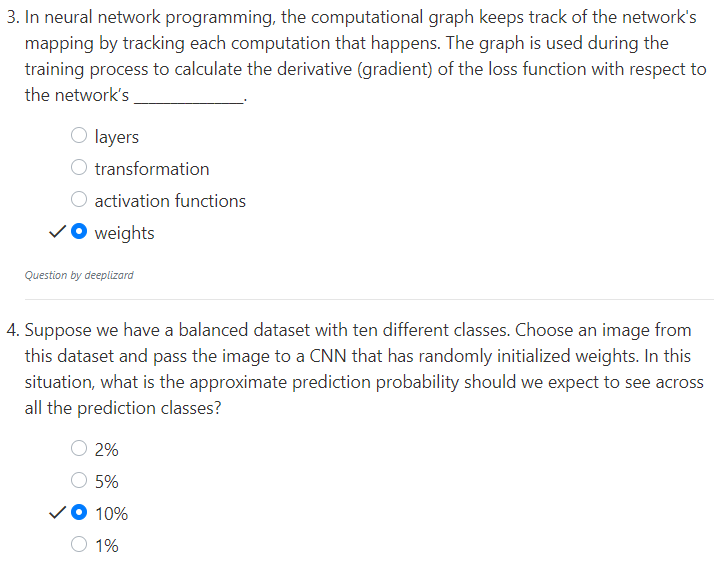 3. In neural network programming, the computational graph keeps track of the network's
mapping by tracking each computation that happens. The graph is used during the
training process to calculate the derivative (gradient) of the loss function with respect to
the network's _______________.
layers
transformation
activation functions
weights
Question by deeplizard
4. Suppose we have a balanced dataset with ten different classes. Choose an image from
this dataset and pass the image to a CNN that has randomly initialized weights. In this
situation, what is the approximate prediction probability should we expect to see across
all the prediction classes?
2%
5%
10%
1%